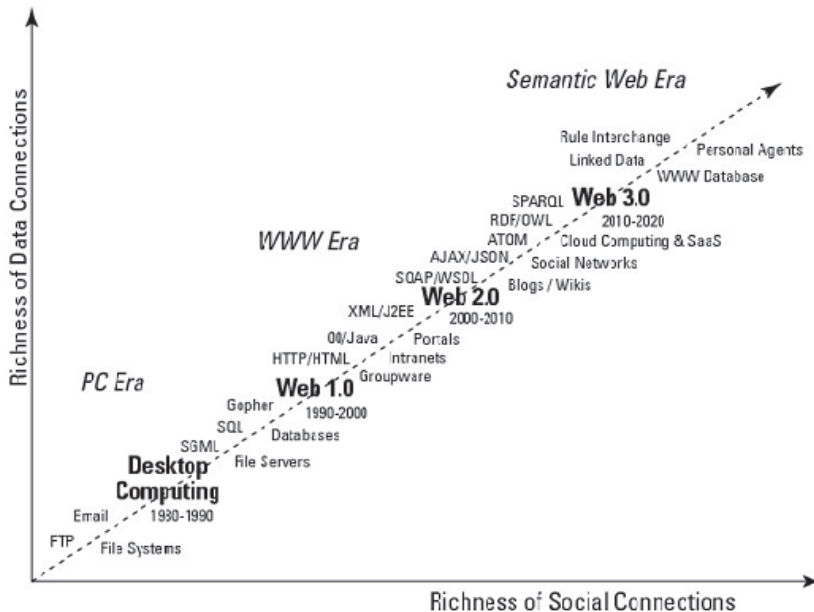 Semantic Web Era
Rule Interchange
Personal Agents
Linked Data
WWW Database
SPARQL
Web 3.0
RDF/OWL
2010-2020
WWW Era
ATOM
Cloud Computing & SaaS
AJAX/JSON
Social Networks
SOAP/WSDL
Blogs / Wikis
Web 2.0
XML/J2EE
2000-2010
OO/Java
Portals
HTTP/HTML
Intranets
Groupware
PC Era
Web 1.0
Gopher
1990-2000
SQL
Databases
SGML
File Servers
Desktop
Computing
Email
1980-1990
FTP
File Systems
Richness of Data Connections
Richness of Social Connections